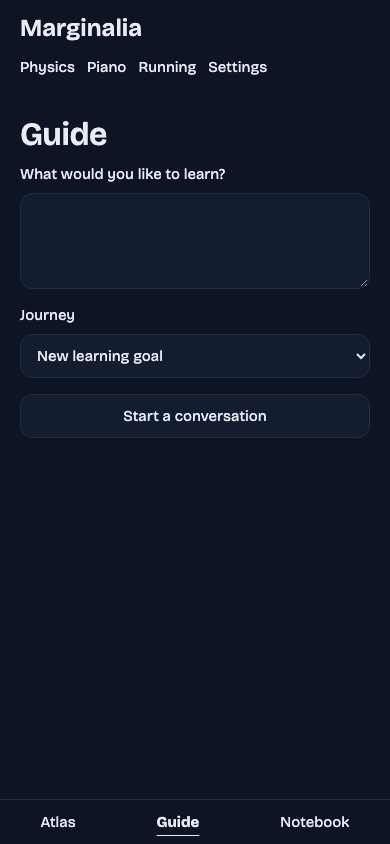 Marginalia
Physics Piano Running Settings
Guide
What would you like to learn?
Journey
New learning goal
Start a conversation
Atlas Guide Notebook